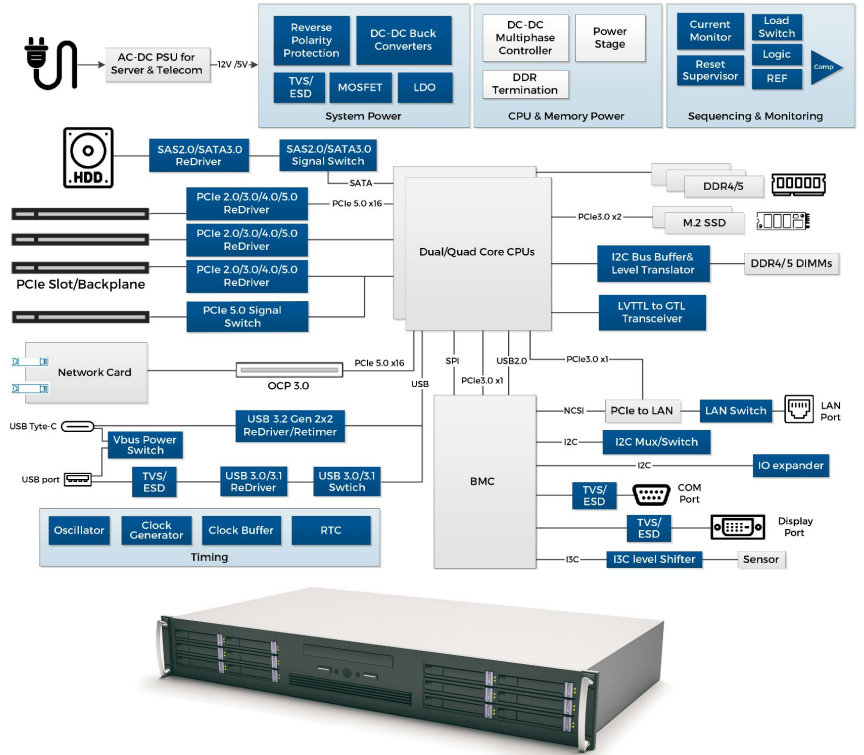 AC-DC PSU for
Server & Telecom
12V /5V
Reverse
Polarity
Protection
DC-DC Buck
Converters
TVS/
ESD
MOSFET
LDO
System Power
DC-DC
Multiphase
Controller
Power
Stage
DDR
Termination
CPU & Memory Power
Current
Monitor
Load
Switch
Logic
Reset
Supervisor
REF
Comp
Sequencing & Monitoring
HDD
SAS2.0/SATA3.0
ReDriver
SAS2.0/SATA3.0
Signal Switch
SATA
PCIe 2.0/3.0/4.0/5.0
ReDriver
PCIe 5.0 x16
PCIe 2.0/3.0/4.0/5.0
ReDriver
PCIe 2.0/3.0/4.0/5.0
ReDriver
PCIe Slot/Backplane
PCIe 5.0 Signal
Switch
Dual/Quad Core CPUs
DDR4/5
PCIe3.0 x2
M.2 SSD
I2C Bus Buffer&
Level Translator
DDR4/5 DIMMs
LVTTL to GTL
Transceiver
Network Card
OCP 3.0
PCIe 5.0 x16
USB
SPI
PCIe3.0 x1
USB2.0
PCIe3.0 x1
USB Tyte-C
Vbus Power
Switch
USB 3.2 Gen 2x2
ReDriver/Retimer
USB port
TVS/
ESD
USB 3.0/3.1
ReDriver
USB 3.0/3.1
Swtich
BMC
NCSI
PCIe to LAN
LAN Switch
LAN
Port
I2C
I2C Mux/Switch
I2C
IO expander
TVS/
ESD
COM
Port
TVS/
ESD
Display
Port
I3C
I3C level Shifter
Sensor
Oscillator
Clock
Generator
Clock Buffer
RTC
Timing